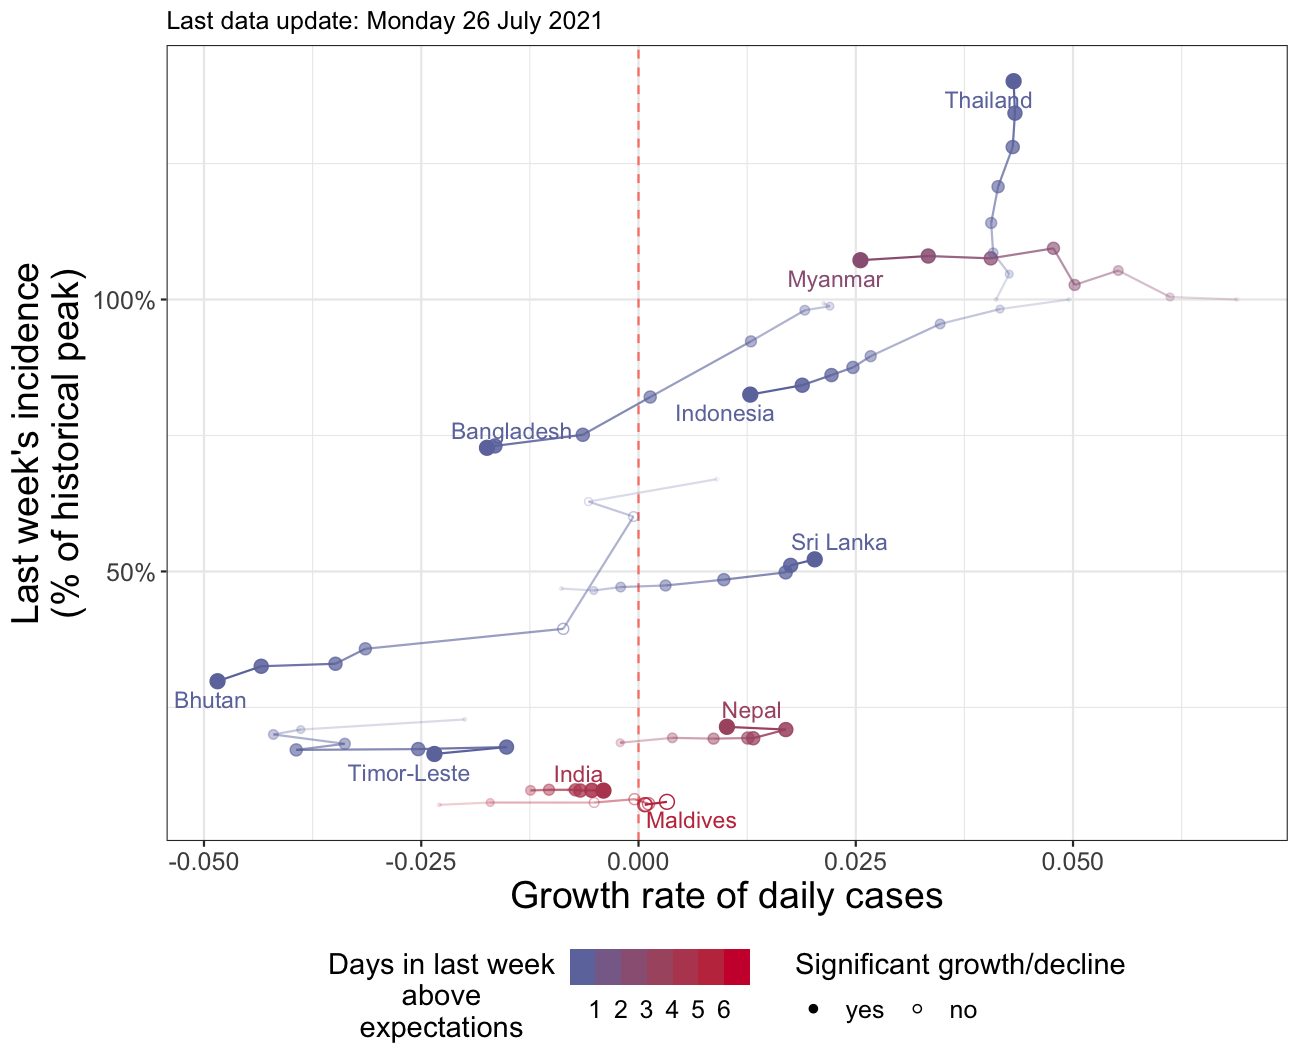 Last data update: Monday 26 July 2021
Thailand
Myanmar
100%
Indonesia
Bangladesh
Sri Lanka
50%
Bhutan
Nepal
Timor-Leste
India
Maldives
Last week's incidence
(% of historical peak)
-0.050 -0.025 0.000 0.025 0.050
Growth rate of daily cases
Days in last week
above
expectations
1 2 3 4 5 6
Significant growth/decline
yes no